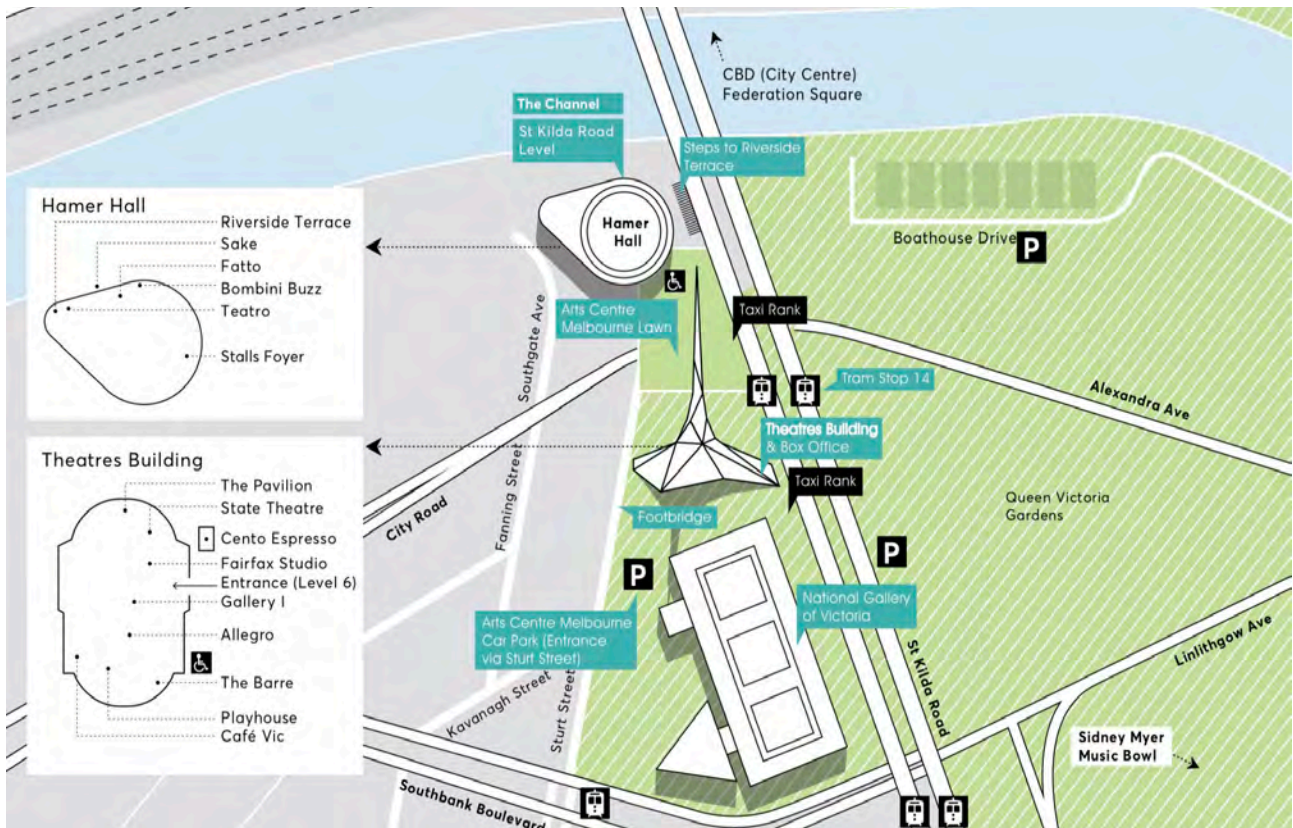 CBD (City Centre)
Federation Square
The Channel
St Kilda Road
Level
Steps to Riverside
Terrace
Hamer
Hall
Boathouse Drive
P
Arts Centre
Melbourne Lawn
Taxi Rank
Southgate Ave
Tram Stop 14
Alexandra Ave
Theatres Building
& Box Office
Taxi Rank
Queen Victoria
Gardens
City Road
Fanning Street
Footbridge
P
P
Arts Centre Melbourne
Car Park (Entrance
via Sturt Street)
National Gallery
of Victoria
St Kilda Road
Linlithgow Ave
Kavanagh Street
Sturt Street
Sidney Myer
Music Bowl
Southbank Boulevard
Hamer Hall
Riverside Terrace
Sake
Fatto
Bombini Buzz
Teatro
Stalls Foyer
Theatres Building
The Pavilion
State Theatre
Cento Espresso
Fairfax Studio
Entrance (Level 6)
Gallery I
Allegro
The Barre
Playhouse
Café Vic